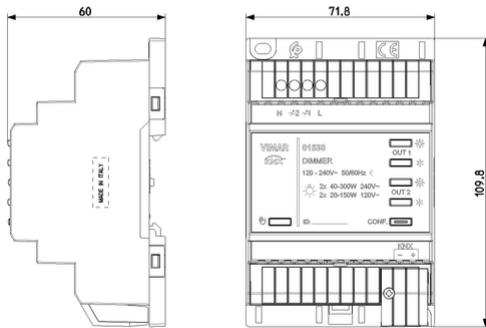 60
71.8
109.8
MADE IN ITALY
N
L
VIMAR
KNX
DIMMER
120 - 240V~ 50/60Hz
2x 40-300W 240V~
2x 20-150W 120V~
OUT 1
OUT 2
ID:
CONF.
KNX
- +